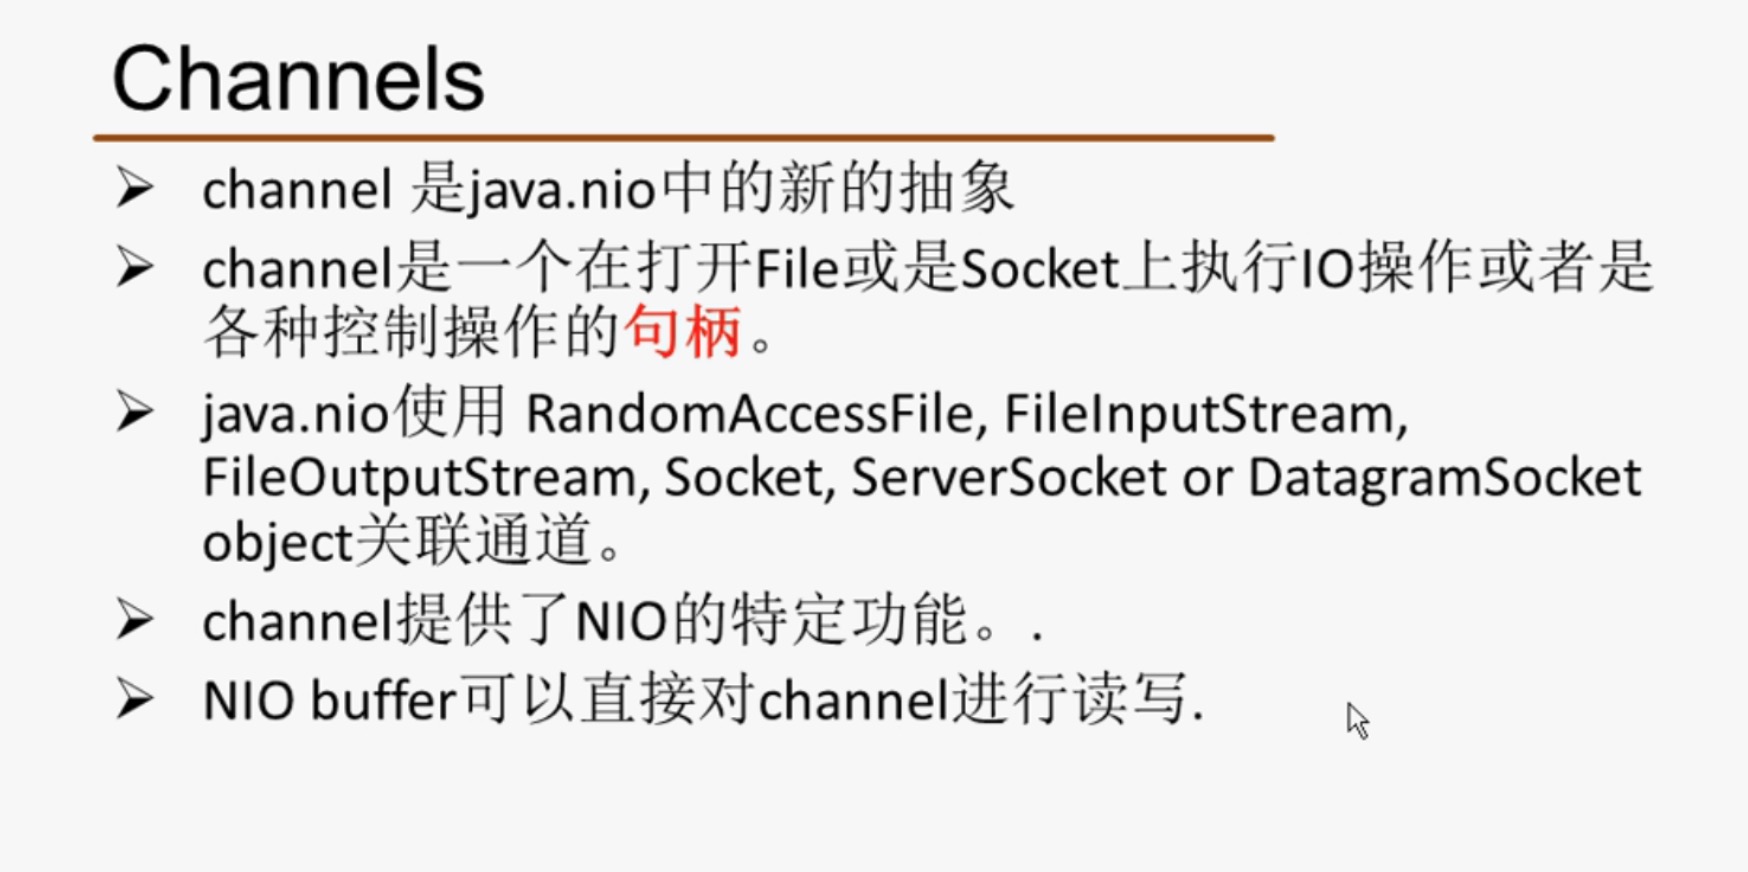 Channels
channel 是java.nio中的新的抽象
channel是一个在打开File或是Socket上执行IO操作或者是
各种控制操作的句柄。
java.nio使用 RandomAccessFile, FileInputStream,
FileOutputStream, Socket, ServerSocket or DatagramSocket
object关联通道。
channel提供了NIO的特定功能。.
NIO buffer可以直接对channel进行读写.